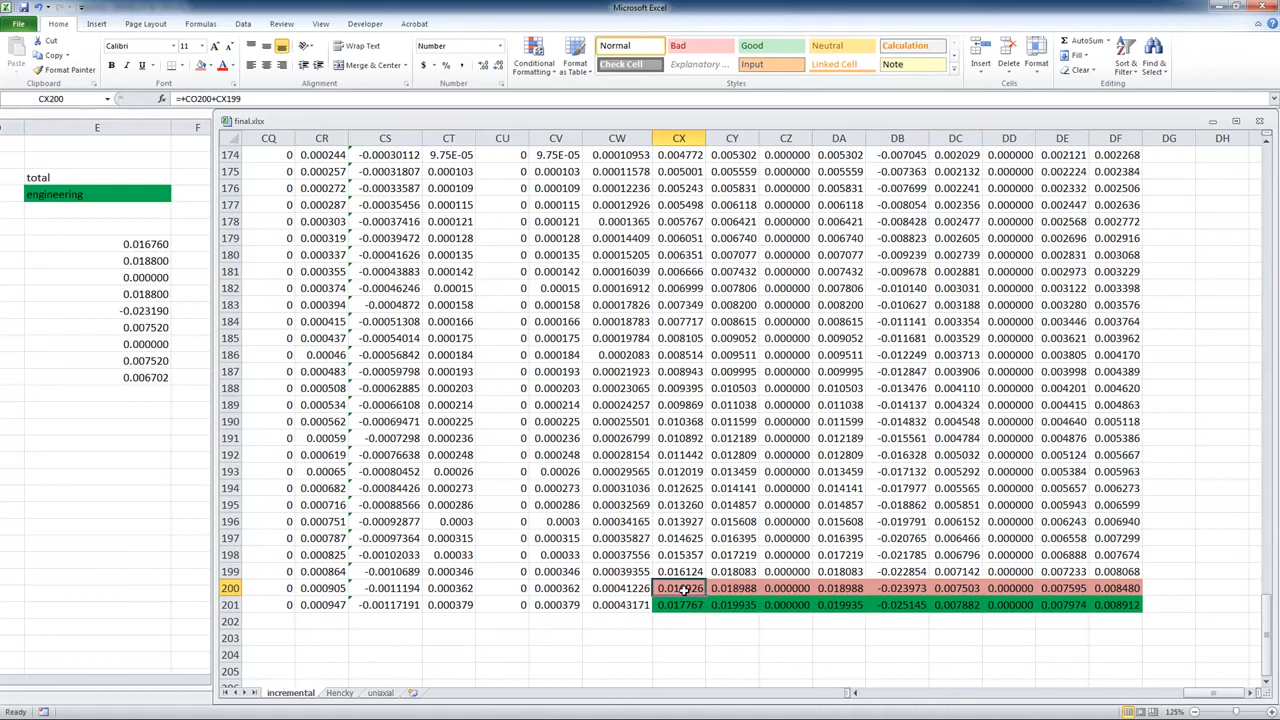 Microsoft Excel
File Home Insert Page Layout Formulas Data Review View Developer Acrobat
Paste Cut Calibri 11 Wrap Text Number Conditional Formatting Format as Table Normal Bad Good Neutral Calculation Insert Delete Format AutoSum Sort & Filter Find & Select
Copy Fill
Format Painter B I U Merge & Center $ % , Check Cell Explanatory ... Input Linked Cell Note Clear
Clipboard Font Alignment Number Styles Cells Editing
CX200 fx =+CO200+CX199
final.xlsx
E F
total
engineering
0.016760
0.018800
0.000000
0.018800
-0.023190
0.007520
0.000000
0.007520
0.006702
CQ CR CS CT CU CV CW CX CY CZ DA DB DC DD DE DF DG DH
174 0 0.000244 -0.00030112 9.75E-05 0 9.75E-05 0.00010953 0.004772 0.005302 0.000000 0.005302 -0.007045 0.002029 0.000000 0.002121 0.002268
175 0 0.000257 -0.00031807 0.000103 0 0.000103 0.00011578 0.005001 0.005559 0.000000 0.005559 -0.007363 0.002132 0.000000 0.002224 0.002384
176 0 0.000272 -0.00033587 0.000109 0 0.000109 0.00012236 0.005243 0.005831 0.000000 0.005831 -0.007699 0.002241 0.000000 0.002332 0.002506
177 0 0.000287 -0.00035456 0.000115 0 0.000115 0.00012926 0.005498 0.006118 0.000000 0.006118 -0.008054 0.002355 0.000000 0.002447 0.002636
178 0 0.000303 -0.00037416 0.000121 0 0.000121 0.0001365 0.005767 0.006421 0.000000 0.006421 -0.008428 0.002477 0.000000 0.002568 0.002772
179 0 0.000319 -0.00039472 0.000128 0 0.000128 0.00014409 0.006051 0.006740 0.000000 0.006740 -0.008823 0.002605 0.000000 0.002696 0.002916
180 0 0.000337 -0.00041626 0.000135 0 0.000135 0.00015205 0.006351 0.007077 0.000000 0.007077 -0.009239 0.002739 0.000000 0.002831 0.003068
181 0 0.000355 -0.00043883 0.000142 0 0.000142 0.00016039 0.006666 0.007432 0.000000 0.007432 -0.009678 0.002881 0.000000 0.002973 0.003229
182 0 0.000374 -0.00046246 0.00015 0 0.00015 0.00016912 0.006999 0.007806 0.000000 0.007806 -0.010140 0.003031 0.000000 0.003123 0.003398
183 0 0.000394 -0.0004872 0.000158 0 0.000158 0.00017826 0.007349 0.008200 0.000000 0.008200 -0.010627 0.003188 0.000000 0.003280 0.003576
184 0 0.000415 -0.00051308 0.000166 0 0.000166 0.00018783 0.007717 0.008615 0.000000 0.008615 -0.011141 0.003354 0.000000 0.003446 0.003764
185 0 0.000437 -0.00054014 0.000175 0 0.000175 0.00019784 0.008105 0.009052 0.000000 0.009052 -0.011681 0.003529 0.000000 0.003621 0.003962
186 0 0.00046 -0.00056842 0.000184 0 0.000184 0.0002083 0.008514 0.009511 0.000000 0.009511 -0.012249 0.003713 0.000000 0.003805 0.004170
187 0 0.000483 -0.00059798 0.000193 0 0.000193 0.00021923 0.008943 0.009995 0.000000 0.009995 -0.012847 0.003906 0.000000 0.003998 0.004389
188 0 0.000508 -0.00062885 0.000203 0 0.000203 0.00023065 0.009395 0.010503 0.000000 0.010503 -0.013476 0.004110 0.000000 0.004201 0.004620
189 0 0.000534 -0.00066108 0.000214 0 0.000214 0.00024257 0.009869 0.011038 0.000000 0.011038 -0.014137 0.004324 0.000000 0.004415 0.004863
190 0 0.000562 -0.00069471 0.000225 0 0.000225 0.00025501 0.010368 0.011599 0.000000 0.011599 -0.014832 0.004548 0.000000 0.004640 0.005118
191 0 0.00059 -0.0007298 0.000236 0 0.000236 0.00026799 0.010892 0.012189 0.000000 0.012189 -0.015561 0.004784 0.000000 0.004876 0.005386
192 0 0.000619 -0.00076638 0.000248 0 0.000248 0.00028154 0.011442 0.012809 0.000000 0.012809 -0.016328 0.005032 0.000000 0.005124 0.005667
193 0 0.00065 -0.00080452 0.00026 0 0.00026 0.00029565 0.012019 0.013459 0.000000 0.013459 -0.017132 0.005292 0.000000 0.005384 0.005963
194 0 0.000682 -0.00084426 0.000273 0 0.000273 0.00031036 0.012625 0.014141 0.000000 0.014141 -0.017977 0.005565 0.000000 0.005657 0.006273
195 0 0.000716 -0.00088566 0.000286 0 0.000286 0.00032569 0.013260 0.014857 0.000000 0.014857 -0.018862 0.005851 0.000000 0.005943 0.006599
196 0 0.000751 -0.00092877 0.0003 0 0.0003 0.00034165 0.013927 0.015608 0.000000 0.015608 -0.019791 0.006152 0.000000 0.006243 0.006940
197 0 0.000787 -0.00097364 0.000315 0 0.000315 0.00035827 0.014625 0.016395 0.000000 0.016395 -0.020765 0.006466 0.000000 0.006558 0.007299
198 0 0.000825 -0.00102033 0.00033 0 0.00033 0.00037556 0.015357 0.017219 0.000000 0.017219 -0.021785 0.006796 0.000000 0.006888 0.007674
199 0 0.000864 -0.0010689 0.000346 0 0.000346 0.00039355 0.016124 0.018083 0.000000 0.018083 -0.022854 0.007142 0.000000 0.007233 0.008068
200 0 0.000905 -0.0011194 0.000362 0 0.000362 0.00041226 0.018988 0.000000 0.018988 -0.023973 0.007503 0.000000 0.007595 0.008480
201 0 0.000947 -0.00117191 0.000379 0 0.000379 0.00043171 0.017767 0.019935 0.000000 0.019935 -0.025145 0.007882 0.000000 0.007974 0.008912
202
203
204
205
incremental Hencky uniaxial
Ready 125%